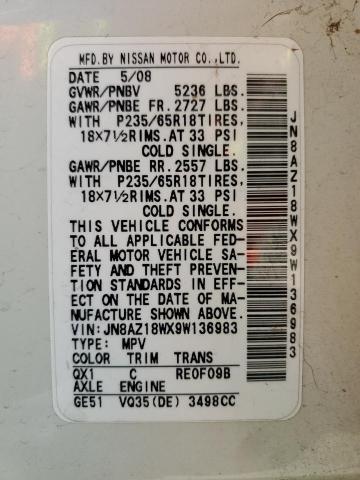 MFD.BY NISSAN MOTOR CO.,LTD.
DATE 5/08
GVWR/PNBV 5236 LBS.
GAWR/PNBE FR.2727 LBS.
WITH P235/65R18TIRES,
18×7½RIMS.AT 33 PSI
COLD SINGLE.
GAWR/PNBE RR.2557 LBS.
WITH P235/65R18TIRES,
18×7½RIMS.AT 33 PSI
COLD SINGLE.
THIS VEHICLE CONFORMS
TO ALL APPLICABLE FED-
ERAL MOTOR VEHICLE SA-
FETY AND THEFT PREVEN-
TION STANDARDS IN EFF-
ECT ON THE DATE OF MA-
NUFACTURE SHOWN ABOVE.
VIN:JN8AZ18WX9W136983
TYPE: MPV
COLOR TRIM TRANS
QX1 C RE0F09B
AXLE ENGINE
GE51 VQ35(DE) 3498CC
JN8AZ18WX9W136983